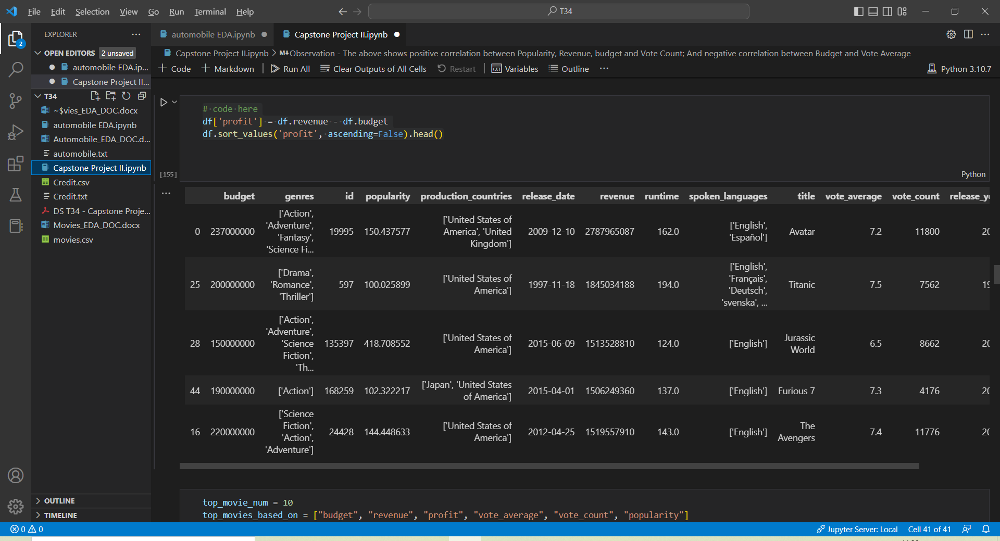 File Edit Selection View Go Run Terminal Help
T34
EXPLORER
OPEN EDITORS 2 unsaved
automobile EDA.ip...
Capstone Project II....
T34
~$vies_EDA_DOC.docx
automobile EDA.ipynb
Automobile_EDA_DOC.d...
automobile.txt
Capstone Project II.ipynb
Credit.csv
Credit.txt
DS T34 - Capstone Proje...
Movies_EDA_DOC.docx
movies.csv
OUTLINE
TIMELINE
2
automobile EDA.ipynb
Capstone Project II.ipynb
Capstone Project II.ipynb > M↓Observation - The above shows positive correlation between Popularity, Revenue, budget and Vote Count; And negative correlation between Budget and Vote Average
+ Code + Markdown Run All Clear Outputs of All Cells Restart Variables Outline ... Python 3.10.7
# code here
df['profit'] = df.revenue - df.budget
df.sort_values('profit', ascending=False).head()
[155]
Python
budget genres id popularity production_countries release_date revenue runtime spoken_languages title vote_average vote_count release_y
0 237000000 ['Action', 'Adventure', 'Fantasy', 'Science Fi... 19995 150.437577 ['United States of America', 'United Kingdom'] 2009-12-10 2787965087 162.0 ['English', 'Español'] Avatar 7.2 11800 20
25 200000000 ['Drama', 'Romance', 'Thriller'] 597 100.025899 ['United States of America'] 1997-11-18 1845034188 194.0 ['English', 'Français', 'Deutsch', 'svenska', ... Titanic 7.5 7562 19
28 150000000 ['Action', 'Adventure', 'Science Fiction', 'Th... 135397 418.708552 ['United States of America'] 2015-06-09 1513528810 124.0 ['English'] Jurassic World 6.5 8662 20
44 190000000 ['Action'] 168259 102.322217 ['Japan', 'United States of America'] 2015-04-01 1506249360 137.0 ['English'] Furious 7 7.3 4176 20
16 220000000 ['Science Fiction', 'Action', 'Adventure'] 24428 144.448633 ['United States of America'] 2012-04-25 1519557910 143.0 ['English'] The Avengers 7.4 11776 20
top_movie_num = 10
top_movies_based_on = ["budget", "revenue", "profit", "vote_average", "vote_count", "popularity"]
0 0
Jupyter Server: Local Cell 41 of 41